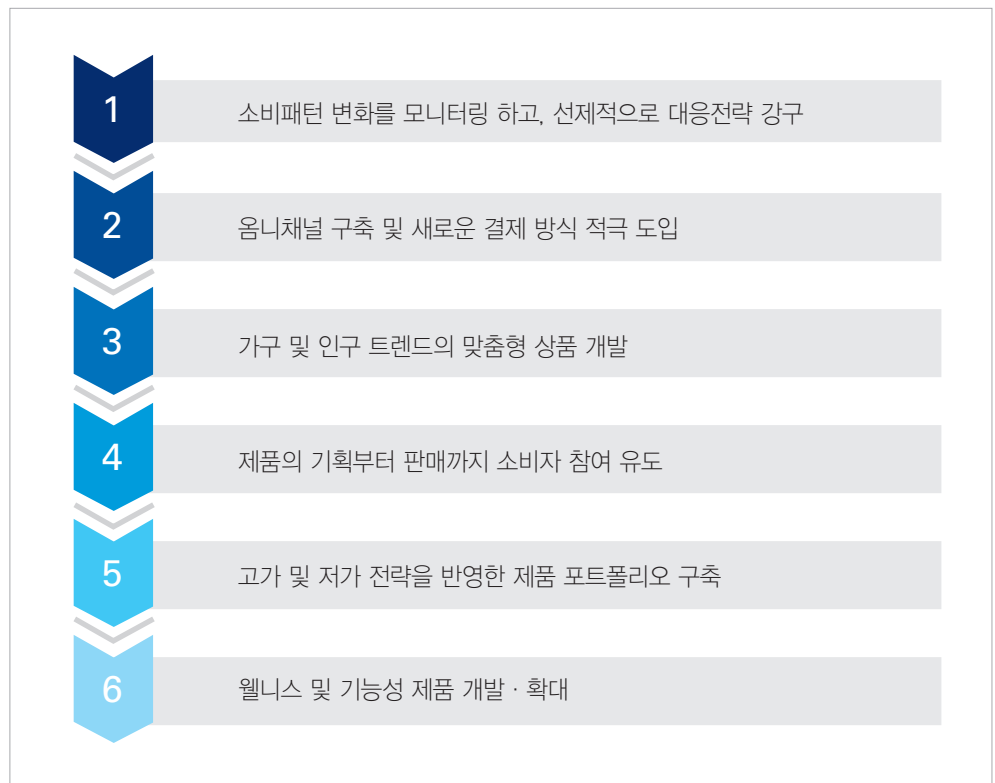 1
소비패턴 변화를 모니터링 하고, 선제적으로 대응전략 강구
2
옴니채널 구축 및 새로운 결제 방식 적극 도입
3
가구 및 인구 트렌드의 맞춤형 상품 개발
4
제품의 기획부터 판매까지 소비자 참여 유도
5
고가 및 저가 전략을 반영한 제품 포트폴리오 구축
6
웰니스 및 기능성 제품 개발 · 확대